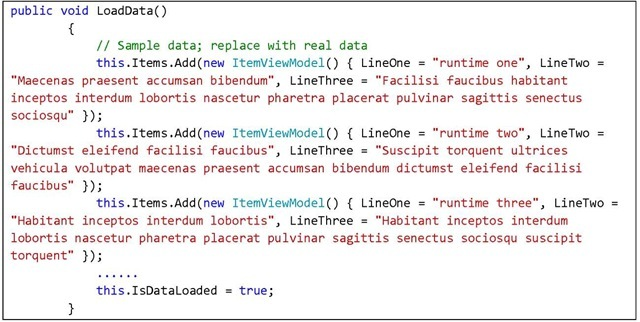 public void LoadData()
{
// Sample data; replace with real data
this.Items.Add(new ItemViewModel() { LineOne = "runtime one", LineTwo =
"Maecenas praesent accumsan bibendum", LineThree = "Facilisi faucibus habitant
inceptos interdum lobortis nascetur pharetra placerat pulvinar sagittis senectus
sociosqu" });
this.Items.Add(new ItemViewModel() { LineOne = "runtime two", LineTwo =
"Dictumst eleifend facilisi faucibus", LineThree = "Suscipit torquent ultrices
vehicula volutpat maecenas praesent accumsan bibendum dictumst eleifend facilisi
faucibus" });
this.Items.Add(new ItemViewModel() { LineOne = "runtime three", LineTwo =
"Habitant inceptos interdum lobortis", LineThree = "Habitant inceptos interdum
lobortis nascetur pharetra placerat pulvinar sagittis senectus sociosqu suscipit
torquent" });
......
this.IsDataLoaded = true;
}